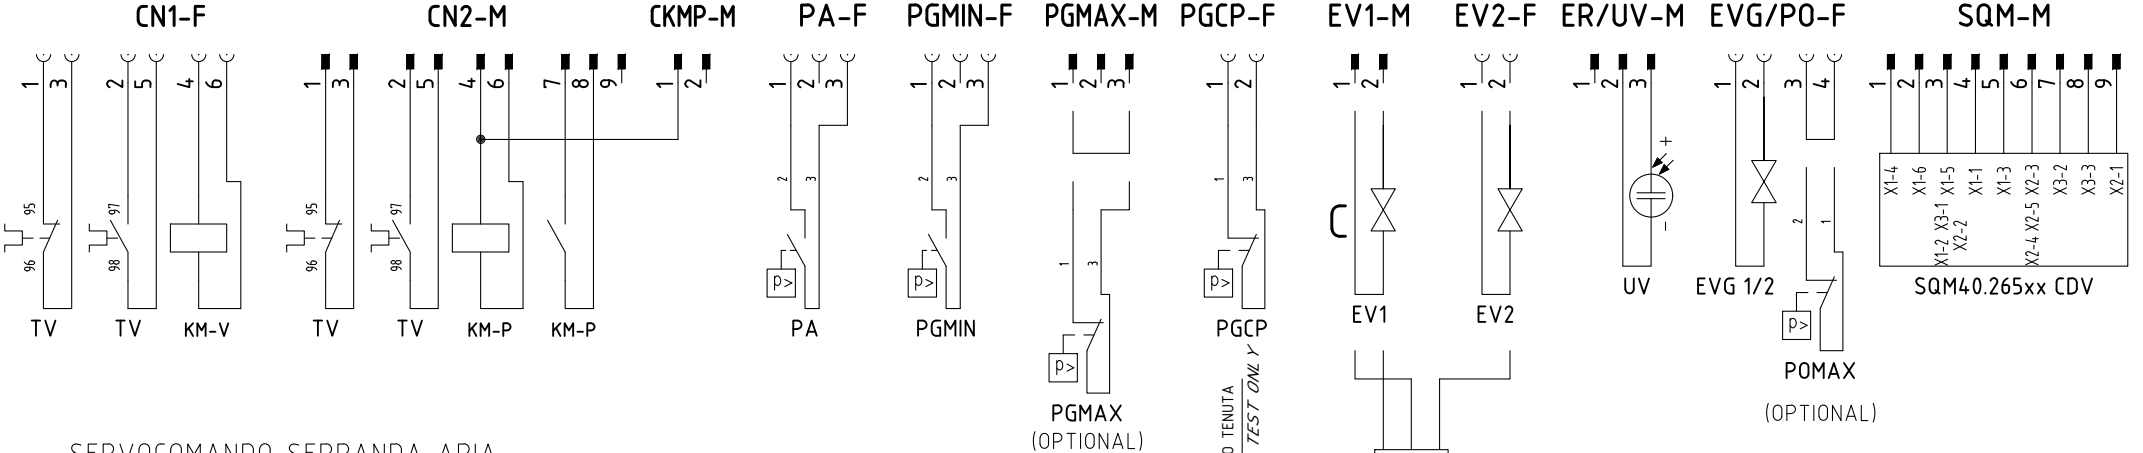 CN1-F CN2-M CKMP-M PA-F PGMIN-F PGMAX-M PGCP-F EV1-M EV2-F ER/UV-M EVG/PO-F SQM-M
1 3 2 5 4 6 1 3 2 5 4 6 7 8 9 1 2 1 2 3 1 2 3 1 2 3 1 2 1 2 1 2 1 2 3 1 2 3 4 1 2 3 4 5 6 7 8 9
+
2 3 2 3 1 3 X1-4 X1-6 X1-2 X3-1 X1-5 X2-2 X1-1 X1-3 X2-4 X2-5 X2-3 X3-2 X3-3 X2-1
95 97 95 97 2 1
C -
96 98 96 98 1 3
p> p> p>
UV EVG 1/2 SQM40.265xx CDV
TV TV KM-V TV TV KM-P KM-P PA PGMIN PGCP EV1 EV2
p> p>
POMAX
(OPTIONAL)
PGMAX
(OPTIONAL)
O TENUTA
TEST ONLY
SERVOCOMANDO SERRANDA ARIA